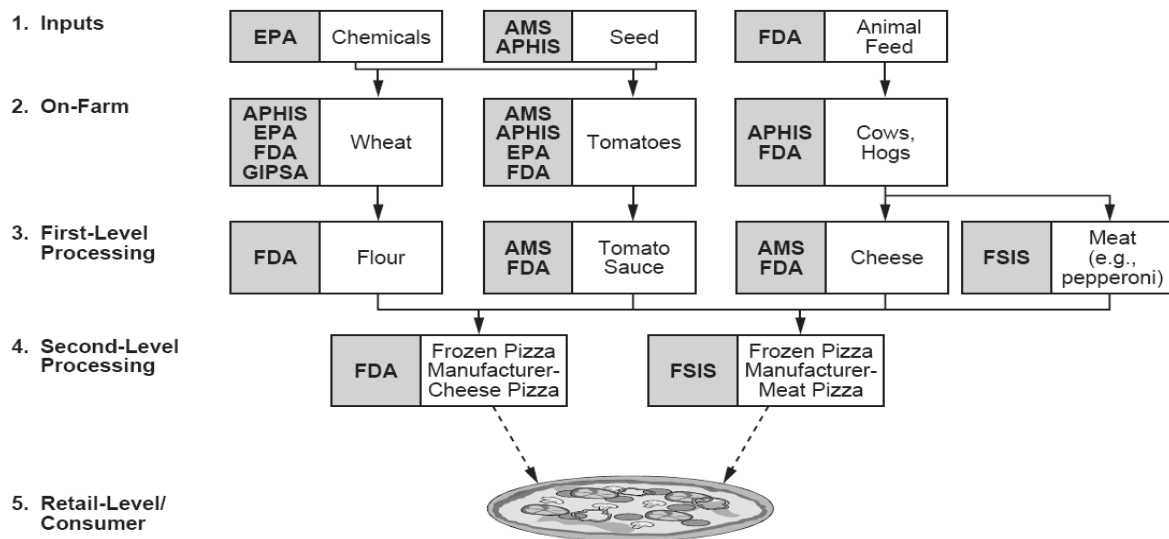 1. Inputs
EPA
Chemicals
AMS
APHIS
Seed
FDA
Animal
Feed
2. On-Farm
APHIS
EPA
FDA
GIPSA
Wheat
AMS
APHIS
EPA
FDA
Tomatoes
APHIS
FDA
Cows,
Hogs
3. First-Level
Processing
FDA
Flour
AMS
FDA
Tomato
Sauce
AMS
FDA
Cheese
FSIS
Meat
(e.g.,
pepperoni)
4. Second-Level
Processing
FDA
Frozen Pizza
Manufacturer-
Cheese Pizza
FSIS
Frozen Pizza
Manufacturer-
Meat Pizza
5. Retail-Level/
Consumer